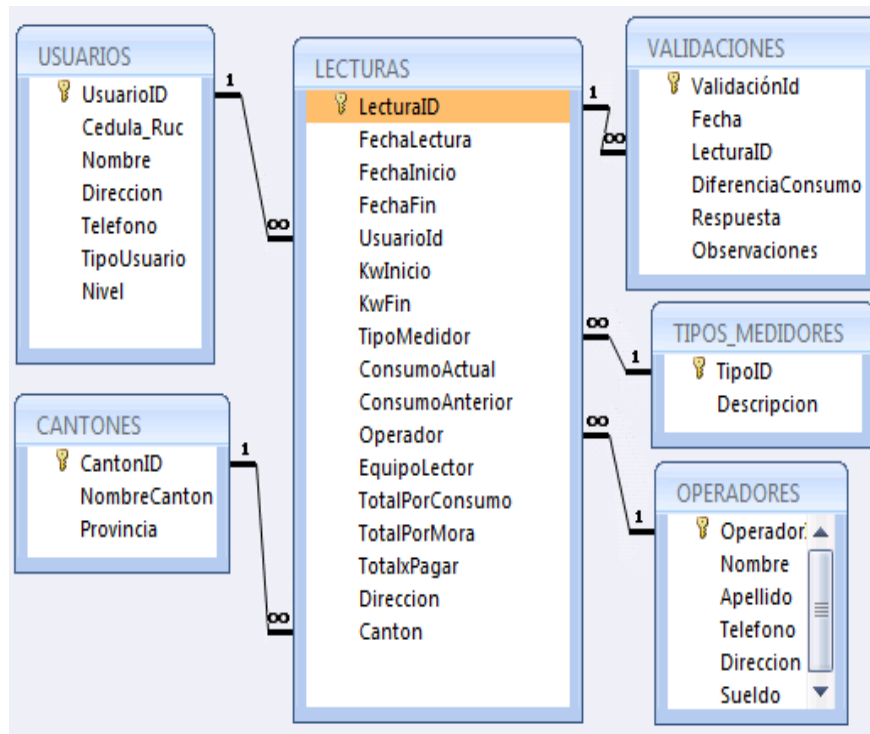 USUARIOS
UsuarioID
Cedula_Ruc
Nombre
Direccion
Telefono
TipoUsuario
Nivel
1
∞
CANTONES
CantonID
NombreCanton
Provincia
1
∞
LECTURAS
LecturaID
FechaLectura
FechaInicio
FechaFin
UsuarioId
KwInicio
KwFin
TipoMedidor
ConsumoActual
ConsumoAnterior
Operador
EquipoLector
TotalPorConsumo
TotalPorMora
TotalxPagar
Direccion
Canton
1
∞
VALIDACIONES
ValidaciónId
Fecha
LecturaID
DiferenciaConsumo
Respuesta
Observaciones
∞
1
TIPOS_MEDIDORES
TipoID
Descripcion
∞
1
OPERADORES
Nombre
Apellido
Telefono
Direccion
Sueldo